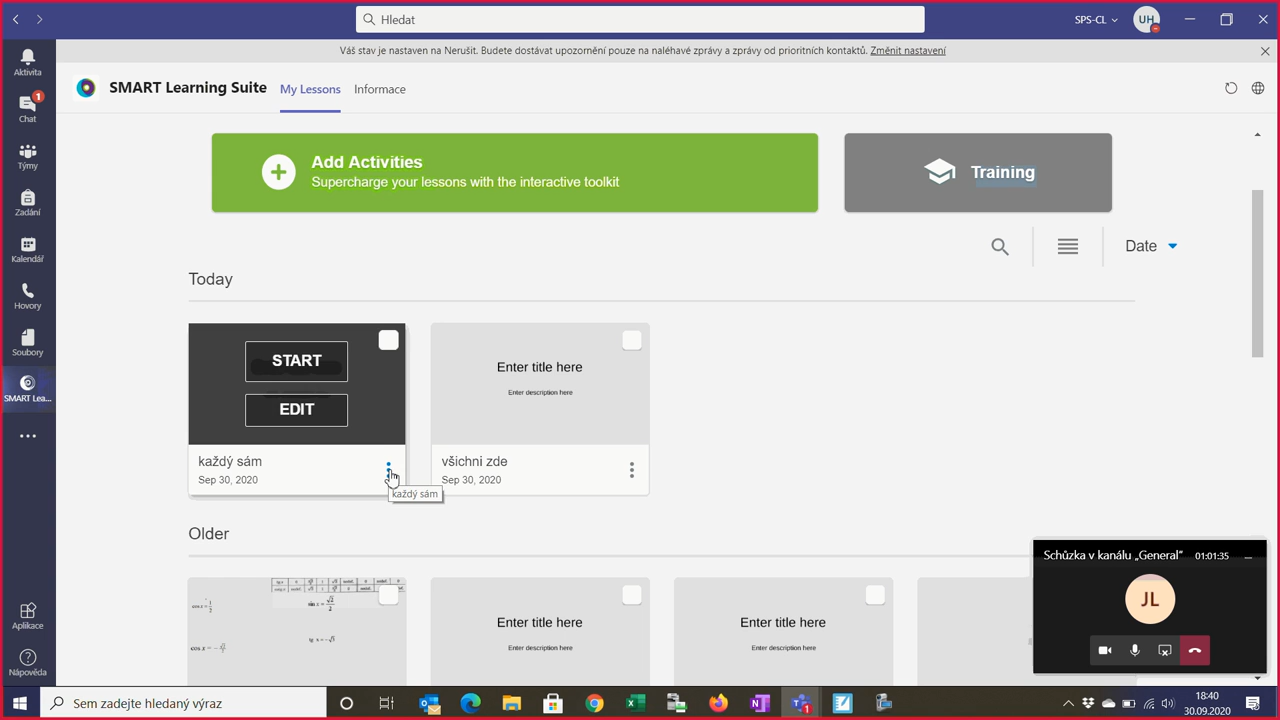 Hledat
SPS-CL
UH
Váš stav je nastaven na Nerušit. Budete dostávat upozornění pouze na naléhavé zprávy a zprávy od prioritních kontaktů. Změnit nastavení
Aktivita
1
Chat
Týmy
Zadání
Kalendář
Hovory
Soubory
SMART Lea...
Aplikace
Nápověda
SMART Learning Suite
My Lessons
Informace
Add Activities
Supercharge your lessons with the interactive toolkit
Training
Date
Today
START
EDIT
každý sám
Sep 30, 2020
každý sám
Enter title here
Enter description here
všichni zde
Sep 30, 2020
Older
Enter title here
Enter description here
Enter title here
Enter description here
Schůzka v kanálu „General“
01:01:35
JL
Sem zadejte hledaný výraz
1
18:40
30.09.2020